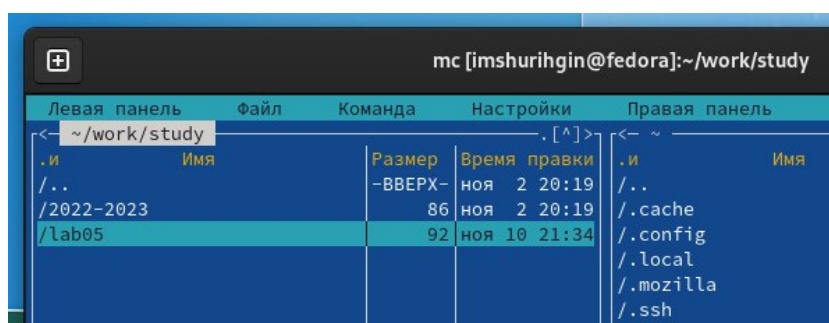 mc [imshurihgin@fedora]:~/work/study
Левая панель Файл Команда Настройки Правая панель
<— ~/work/study .[^]> <— ~
.и Имя Размер Время правки .и Имя
/.. -ВВЕРХ- ноя 2 20:19 /..
/2022-2023 86 ноя 2 20:19 /.cache
/lab05 92 ноя 10 21:34 /.config
/.local
/.mozilla
/.ssh